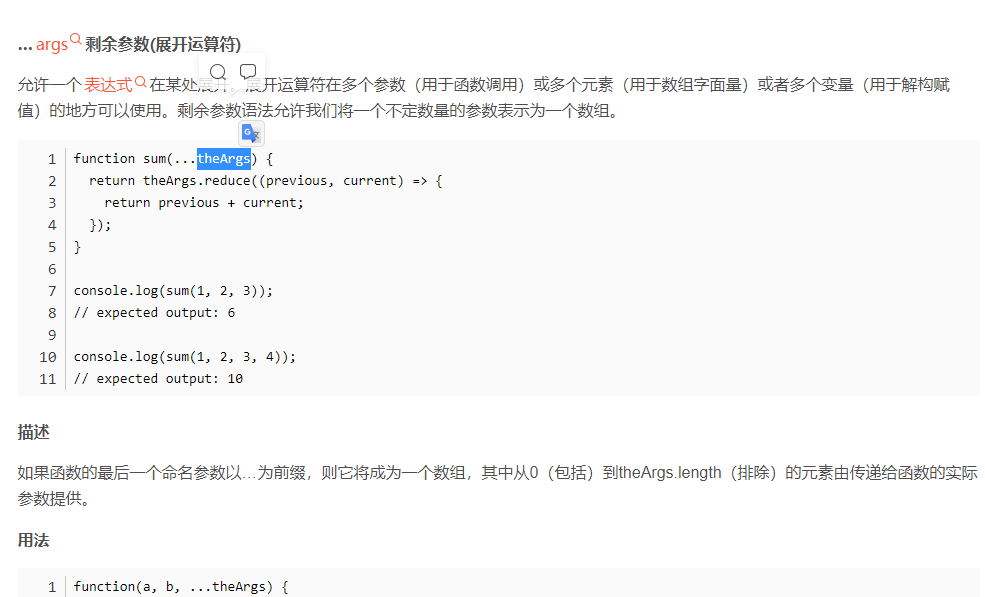 ... args 剩余参数(展开运算符)
允许一个 表达式 在某处展开。展开运算符在多个参数（用于函数调用）或多个元素（用于数组字面量）或者多个变量（用于解构赋
值）的地方可以使用。剩余参数语法允许我们将一个不定数量的参数表示为一个数组。
1 function sum(...theArgs) {
2   return theArgs.reduce((previous, current) => {
3     return previous + current;
4   });
5 }
6
7 console.log(sum(1, 2, 3));
8 // expected output: 6
9
10 console.log(sum(1, 2, 3, 4));
11 // expected output: 10
描述
如果函数的最后一个命名参数以…为前缀，则它将成为一个数组，其中从0（包括）到theArgs.length（排除）的元素由传递给函数的实际
参数提供。
用法
1 function(a, b, ...theArgs) {